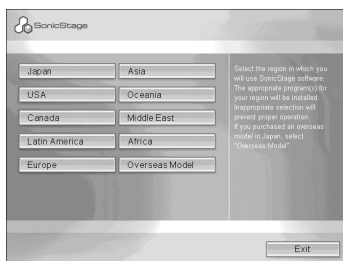 SonicStage
Japan
Asia
USA
Oceania
Canada
Middle East
Latin America
Africa
Europe
Overseas Model
Select the region in which you
will use SonicStage software.
The appropriate program(s) for
your region will be installed.
Inappropriate selection will
prevent proper operation.
If you purchased an overseas
model in Japan, select
"Overseas Model".
Exit